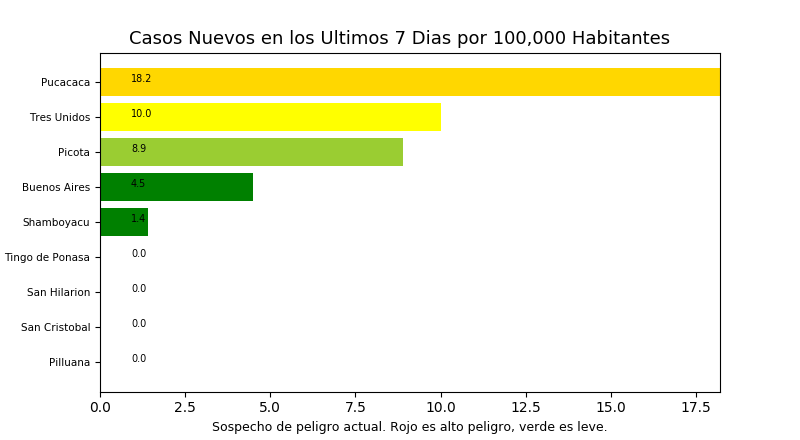 Casos Nuevos en los Ultimos 7 Dias por 100,000 Habitantes
Pucacaca 18.2
Tres Unidos 10.0
Picota 8.9
Buenos Aires 4.5
Shamboyacu 1.4
Tingo de Ponasa 0.0
San Hilarion 0.0
San Cristobal 0.0
Pilluana 0.0
0.0 2.5 5.0 7.5 10.0 12.5 15.0 17.5
Sospecho de peligro actual. Rojo es alto peligro, verde es leve.